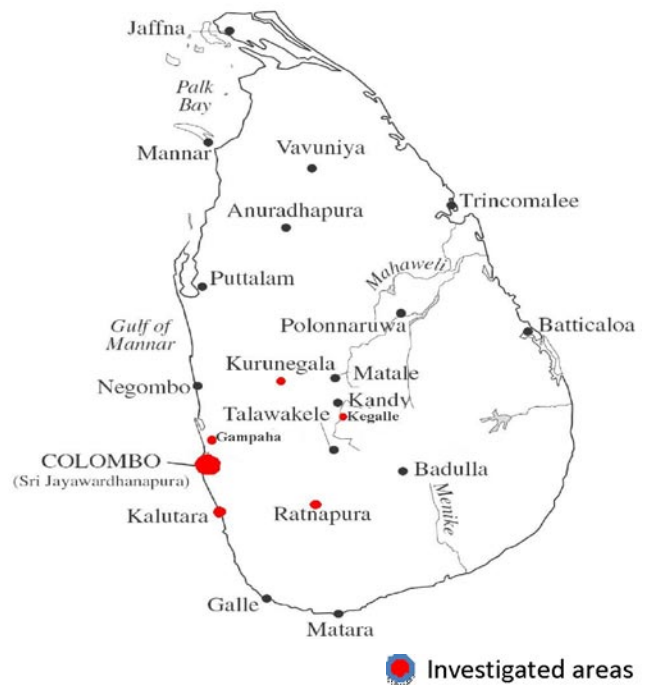 Jaffna
Palk
Bay
Mannar
Vavuniya
Trincomalee
Anuradhapura
Mahaweli
Puttalam
Gulf of
Mannar
Polonnaruwa
Batticaloa
Kurunegala
Matale
Negombo
Kandy
Talawakele
Kegalle
Gampaha
COLOMBO
(Sri Jayawardhanapura)
Badulla
Menike
Kalutara
Ratnapura
Galle
Matara
Investigated areas